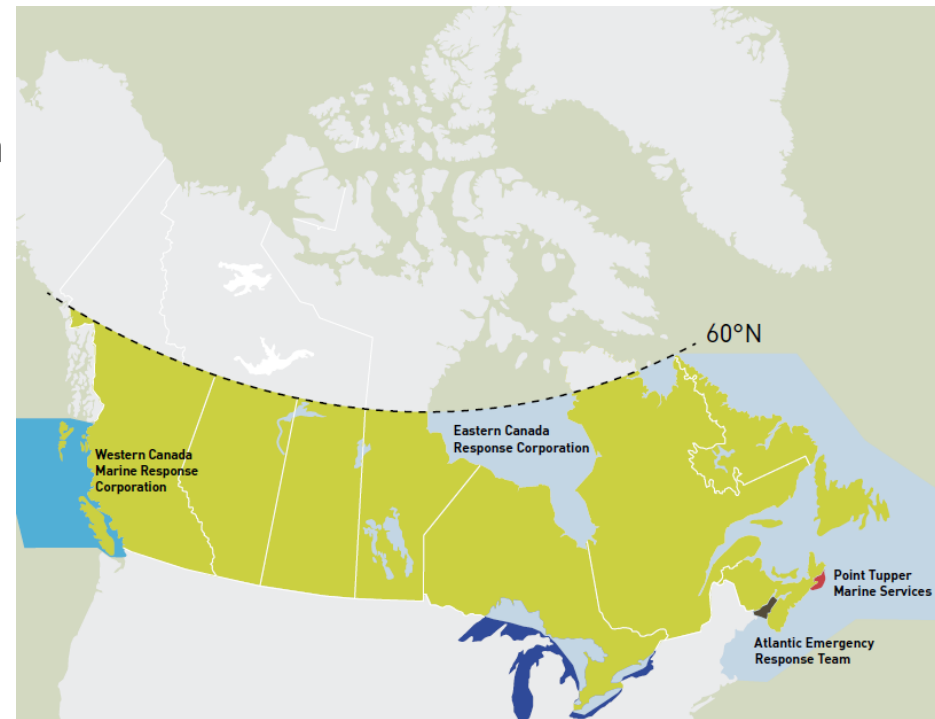 60°N
Eastern Canada
Response Corporation
Western Canada
Marine Response
Corporation
Point Tupper
Marine Services
Atlantic Emergency
Response Team